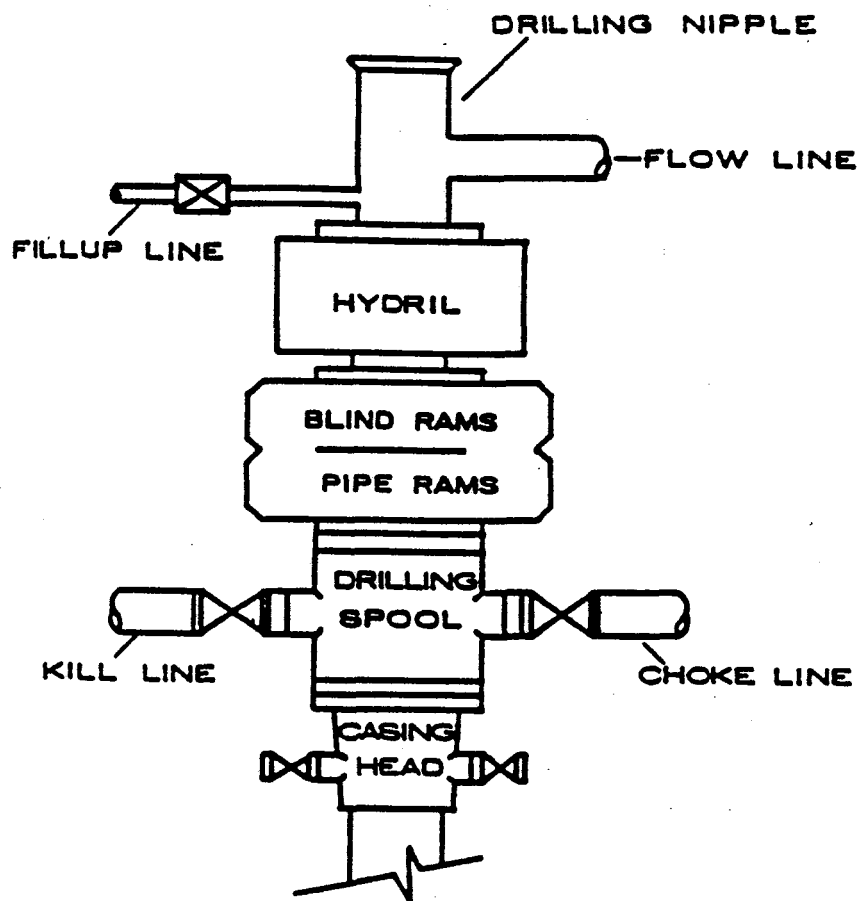 DRILLING NIPPLE
FLOW LINE
FILLUP LINE
HYDRIL
BLIND RAMS
PIPE RAMS
DRILLING
SPOOL
KILL LINE
CHOKE LINE
CASING
HEAD